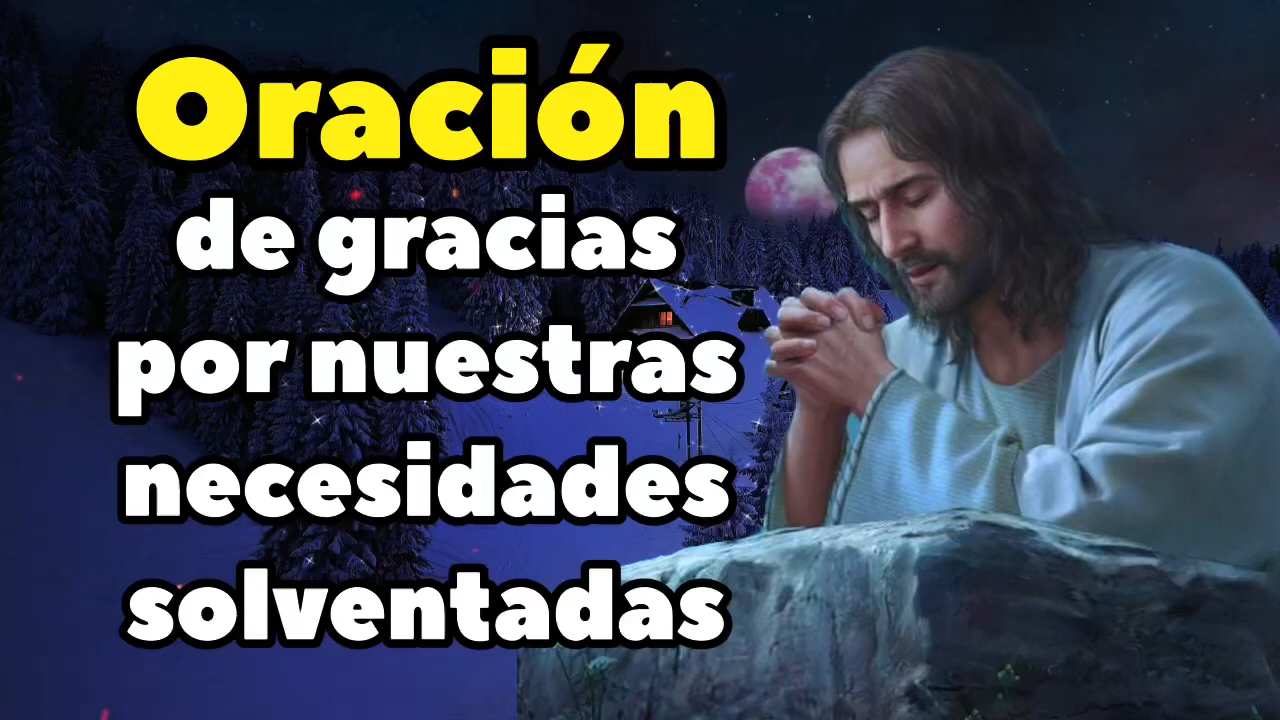 Oración
de gracias
por nuestras
necesidades
solventadas